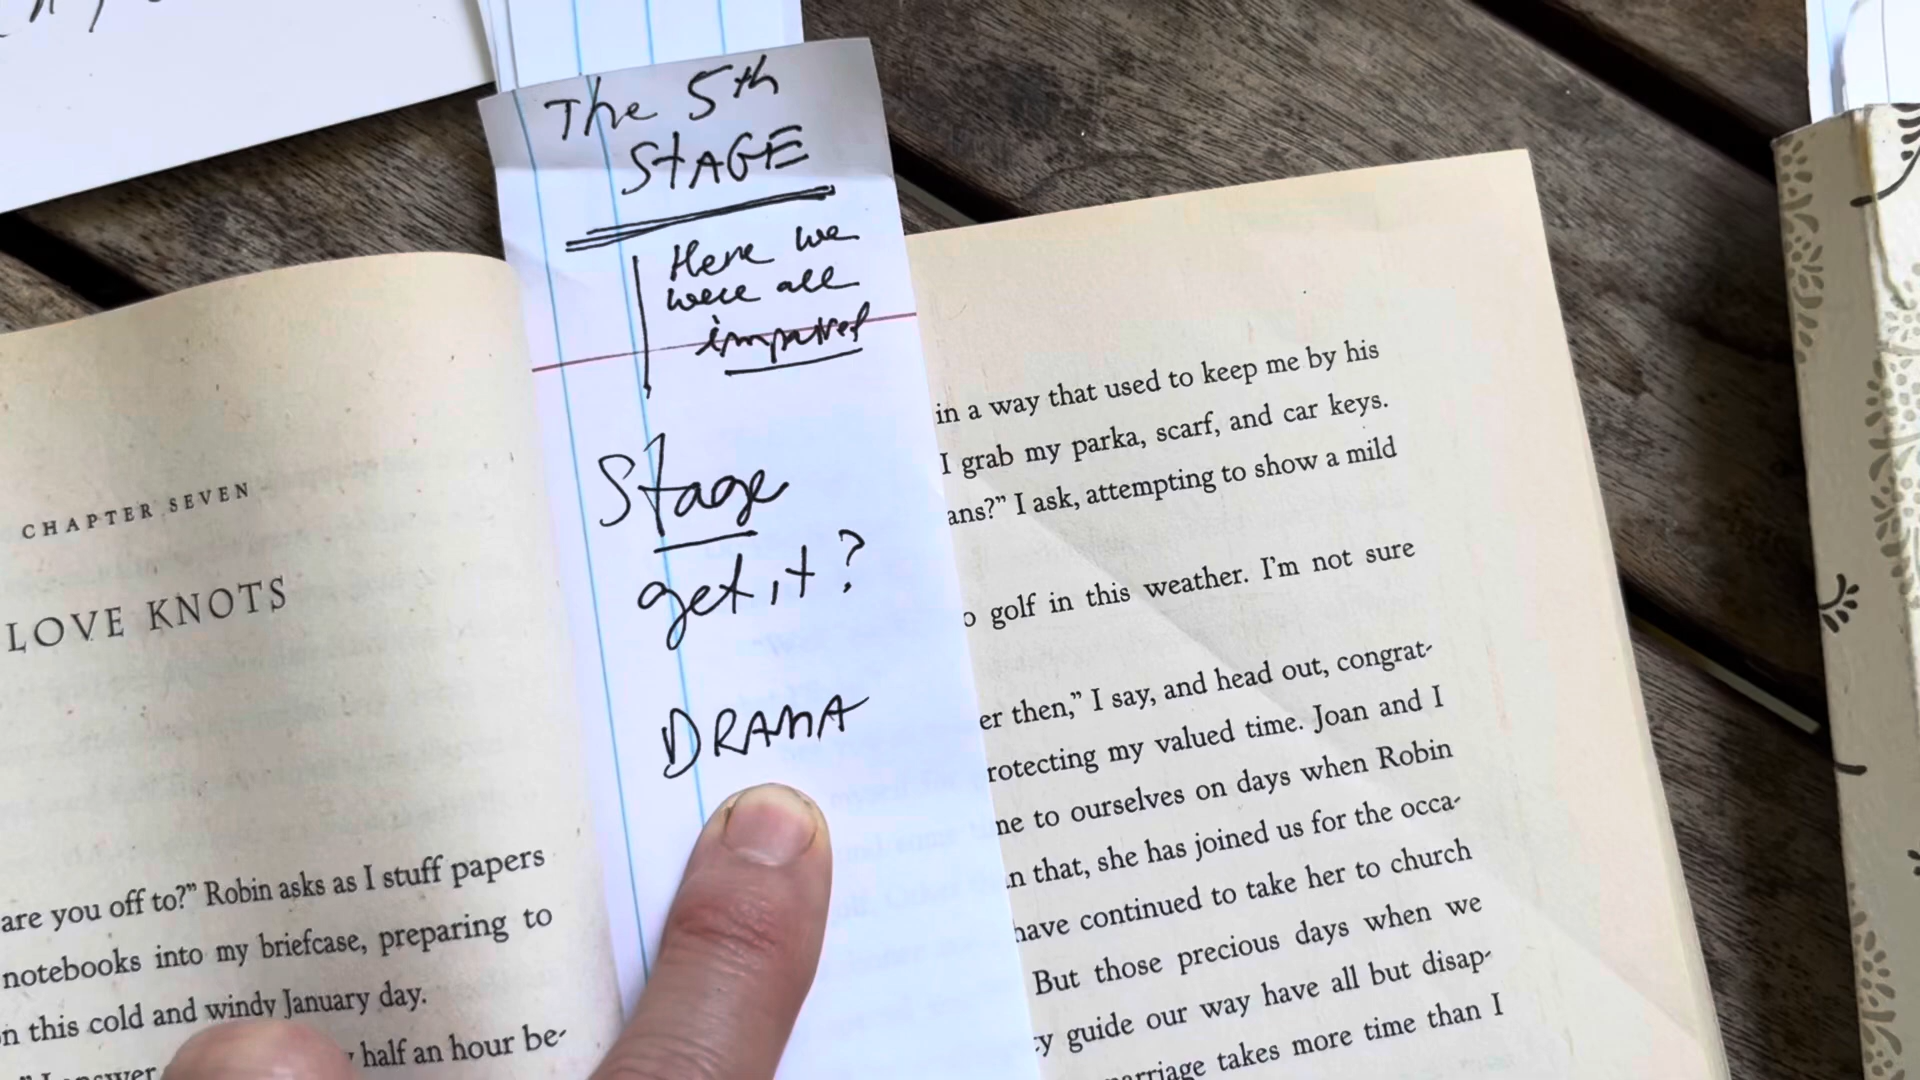 The 5th
STAGE
Here we
were all
Stage
get it?
DRAMA
CHAPTER SEVEN
LOVE KNOTS
are you off to?" Robin asks as I stuff papers
notebooks into my briefcase, preparing to
on this cold and windy January day.
half an hour be-
in a way that used to keep me by his
I grab my parka, scarf, and car keys.
ans?" I ask, attempting to show a mild
o golf in this weather. I'm not sure
er then," I say, and head out, congrat-
rotecting my valued time. Joan and I
ne to ourselves on days when Robin
n that, she has joined us for the occa-
have continued to take her to church
But those precious days when we
y guide our way have all but disap-
arriage takes more time than I